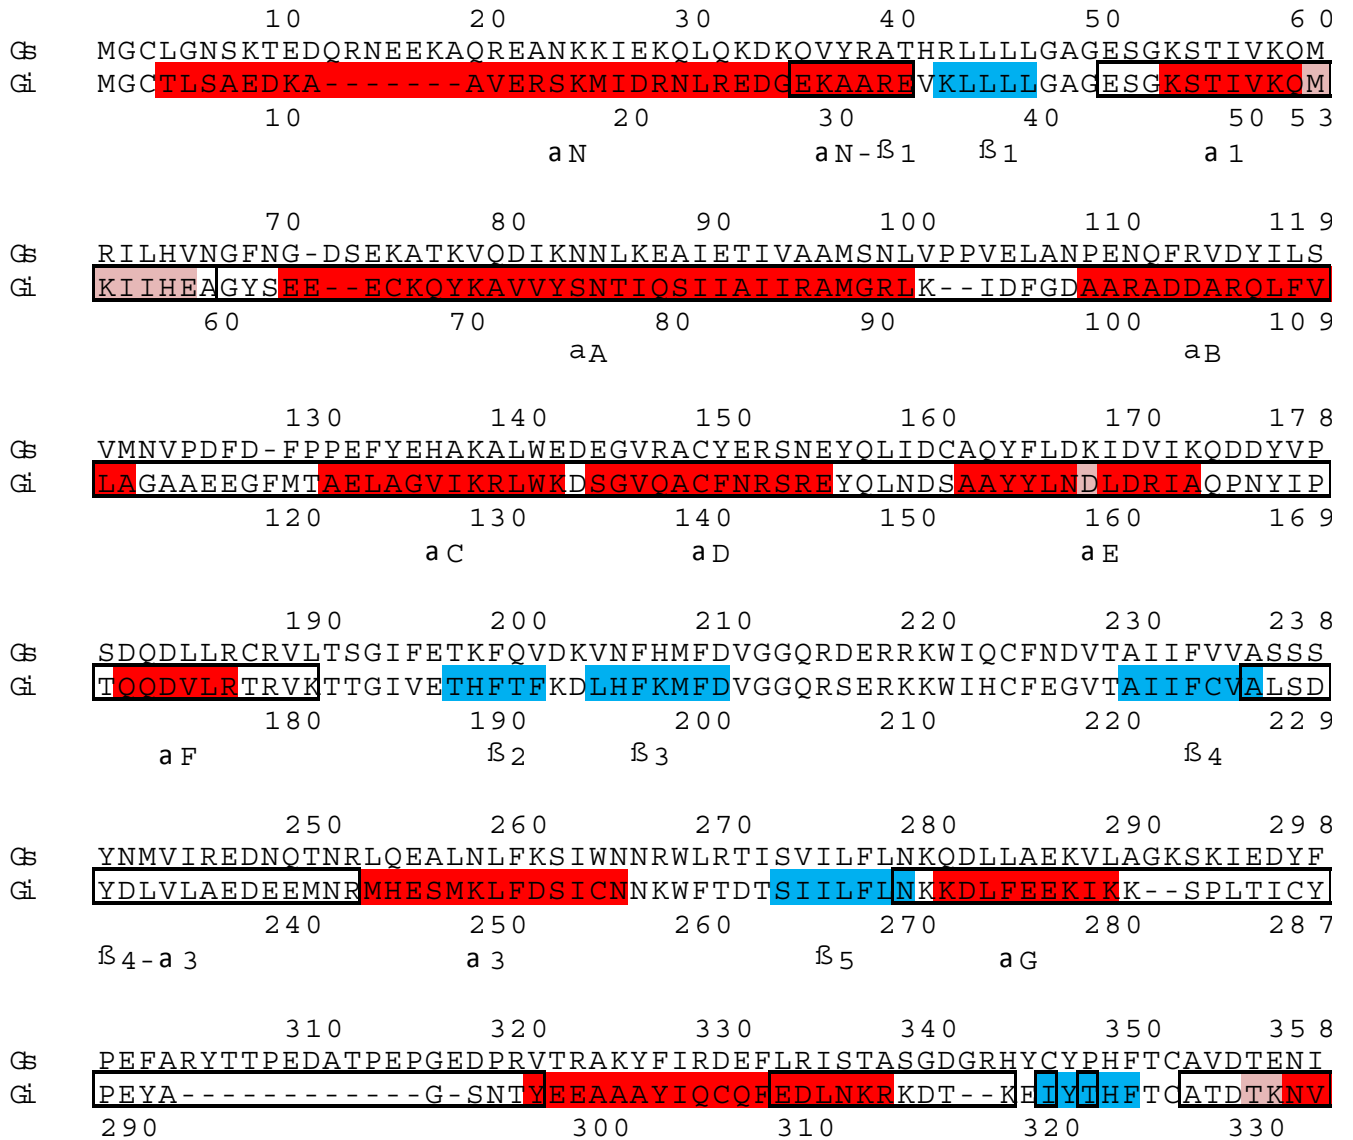 10 20 30 40 50 60
Gs MGCLGNSKTEDQRNEEKAQREANKKIEKQLQKDKQVYRATHRLLLLGAGESGKSTIVKQM
Gi MGCTLSAEDKA-------AVERSKMIDRNLREDGEKAAREVKLLLLGAGESGKSTIVKQM
10 20 30 40 50 53
aN aN-ß1 ß1 a1
70 80 90 100 110 119
Gs RILHVNGFNG-DSEKATKVQDIKNNLKEAIETIVAAMSNLVPPVELANPENQFRVDYILS
Gi KIIHEAGYSEE--ECKQYKAVVYSNTIQSIIAIIRAMGRLK--IDFGDAARADDARQLFV
60 70 80 90 100 109
aA aB
130 140 150 160 170 178
Gs VMNVPDFD-FPPEFYEHAKALWEDEGVRACYERSNEYQLIDCAQYFLDKIDVIKQDDYVP
Gi LAGAAEEGFMTAELAGVIKRLWKDSGVQACFNRSREYQLNDSAAYYLNDLDRIAQPNYIP
120 130 140 150 160 169
aC aD aE
190 200 210 220 230 238
Gs SDQDLLRCRVLTSGIFETKFQVDKVNFHMFDVGGQRDERRKWIQCFNDVTAIIFVVASSS
Gi TQQDVLRTRVKTTGIVETHFTFKDLHFKMFDVGGQRSERKKWIHCFEGVTAIIFCVALSD
180 190 200 210 220 229
aF ß2 ß3 ß4
250 260 270 280 290 298
Gs YNMVIREDNQTNRLQEALNLFKSIWNNRWLRTISVILFLNKQDLLAEKVLAGKSKIEDYF
Gi YDLVLAEDEEMNRMHESMKLFDSICNNKWFTDTSIILFLNKKDLFEEKIKK--SPLTICY
240 250 260 270 280 287
ß4-a3 a3 ß5 aG
310 320 330 340 350 358
Gs PEFARYTTPEDATPEPGEDPRVTRAKYFIRDEFLRISTASGDGRHYCYPHFTCAVDTENI
Gi PEYA------------G-SNTYEEAAAYIQCQFEDLNKRKDT--KEIYTHFTCATDTKNV
290 300 310 320 330